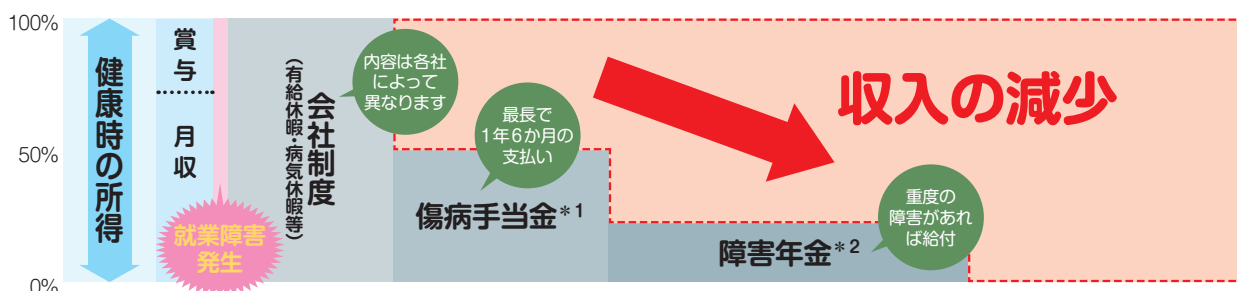 100%
50%
0%
健康時の所得
賞与
月収
就業障害
発生
会社制度
（有給休暇・病気休暇等）
内容は各社
によって
異なります
傷病手当金＊1
最長で
1年6か月の
支払い
障害年金＊2
重度の
障害があれ
ば給付
収入の減少